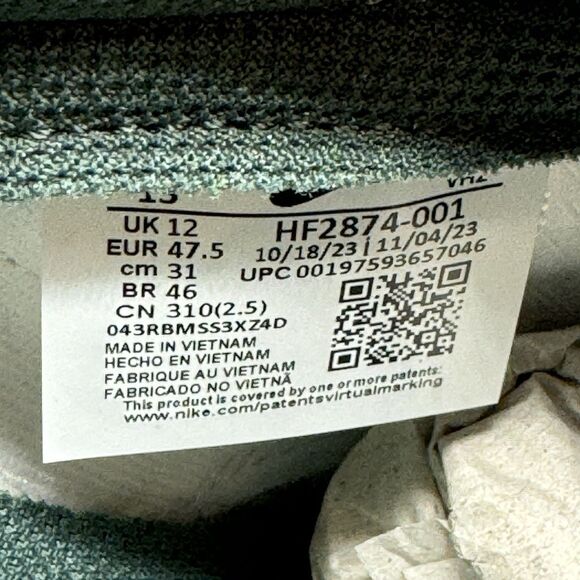 UK 12
EUR 47.5
cm 31
BR 46
CN 310(2.5)
043RBMSS3XZ4D
HF2874-001
10/18/23 | 11/04/23
UPC 00197593657046
MADE IN VIETNAM
HECHO EN VIETNAM
FABRIQUE AU VIETNAM
FABRICADO NO VIETNÃ
This product is covered by one or more patents:
www.nike.com/patentsvirtualmarking